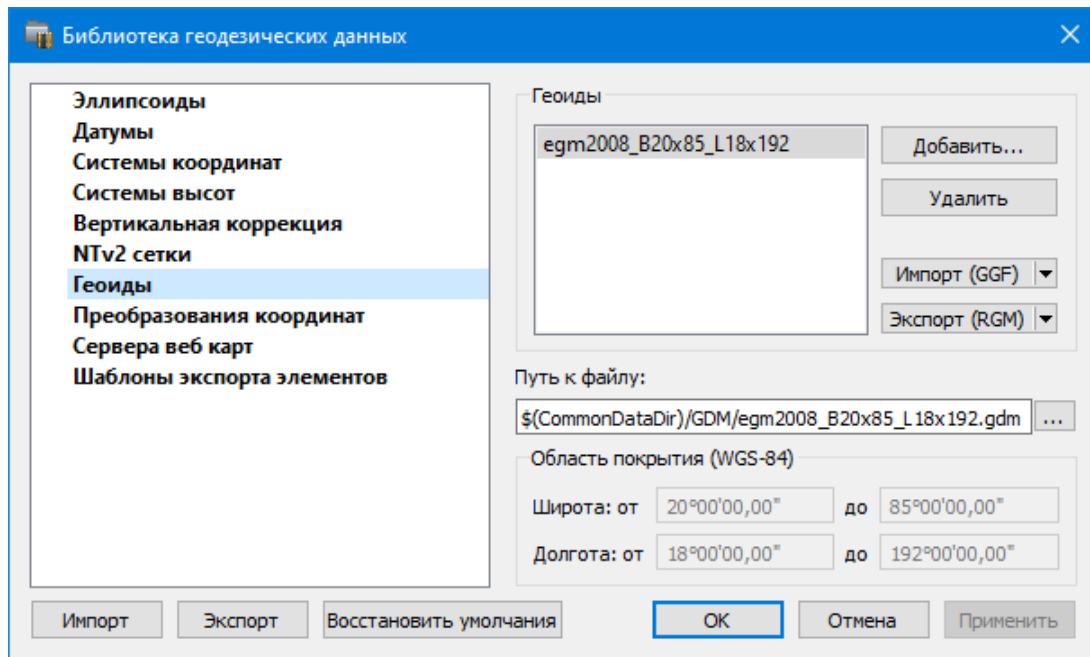 Библиотека геодезических данных
Эллипсоиды
Датумы
Системы координат
Системы высот
Вертикальная коррекция
NTv2 сетки
Геоиды
Преобразования координат
Сервера веб карт
Шаблоны экспорта элементов
Геоиды
egm2008_B20x85_L18x192
Добавить...
Удалить
Импорт (GGF)
Экспорт (RGM)
Путь к файлу:
$(CommonDataDir)/GDM/egm2008_B20x85_L18x192.gdm ...
Область покрытия (WGS-84)
Широта: от 20°00'00,00" до 85°00'00,00"
Долгота: от 18°00'00,00" до 192°00'00,00"
Импорт Экспорт Восстановить умолчания OK Отмена Применить